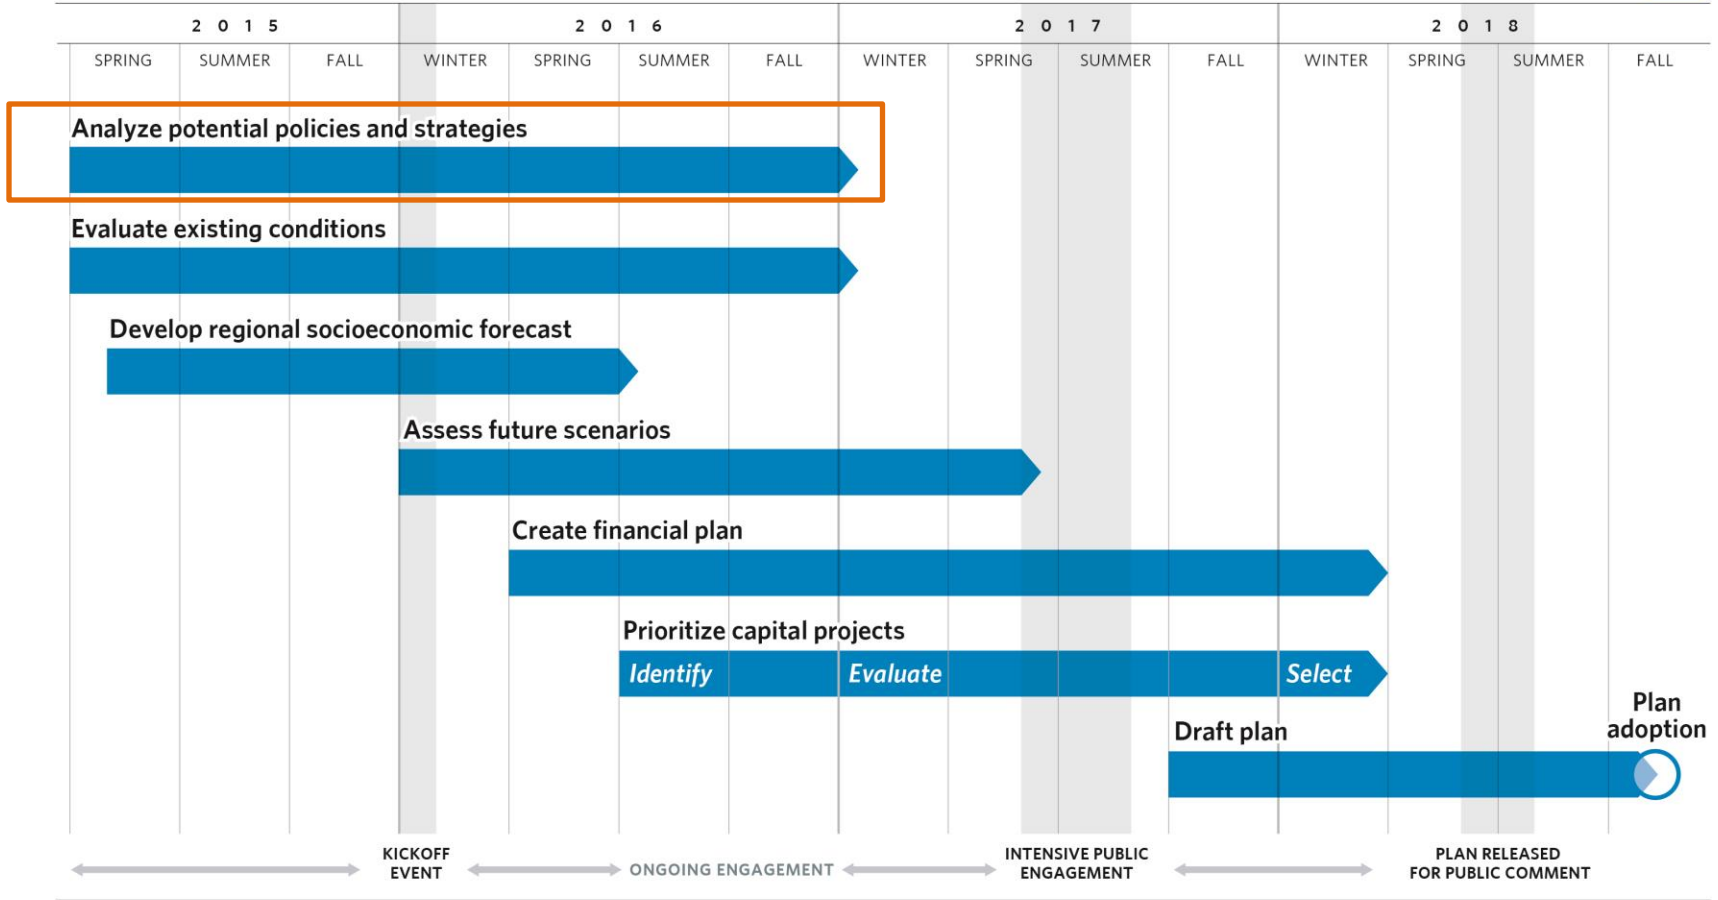 2 0 1 5 2 0 1 6 2 0 1 7 2 0 1 8
SPRING SUMMER FALL WINTER SPRING SUMMER FALL WINTER SPRING SUMMER FALL WINTER SPRING SUMMER FALL
Analyze potential policies and strategies
Evaluate existing conditions
Develop regional socioeconomic forecast
Assess future scenarios
Create financial plan
Prioritize capital projects
Identify Evaluate Select
Draft plan
Plan
adoption
KICKOFF
EVENT
ONGOING ENGAGEMENT
INTENSIVE PUBLIC
ENGAGEMENT
PLAN RELEASED
FOR PUBLIC COMMENT